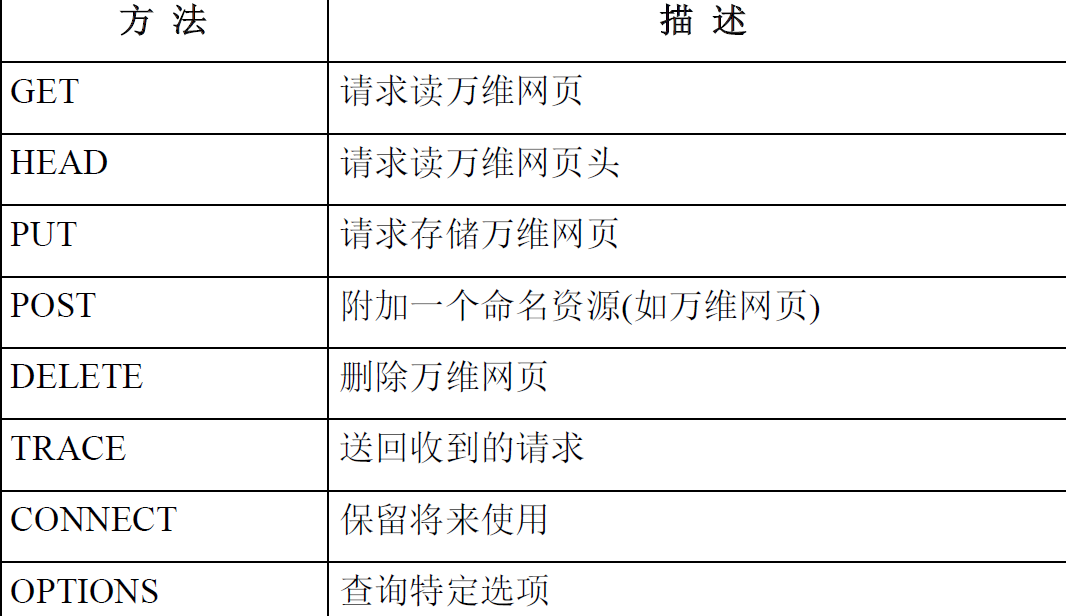 方 法 描 述
GET 请求读万维网页
HEAD 请求读万维网页头
PUT 请求存储万维网页
POST 附加一个命名资源(如万维网页)
DELETE 删除万维网页
TRACE 送回收到的请求
CONNECT 保留将来使用
OPTIONS 查询特定选项